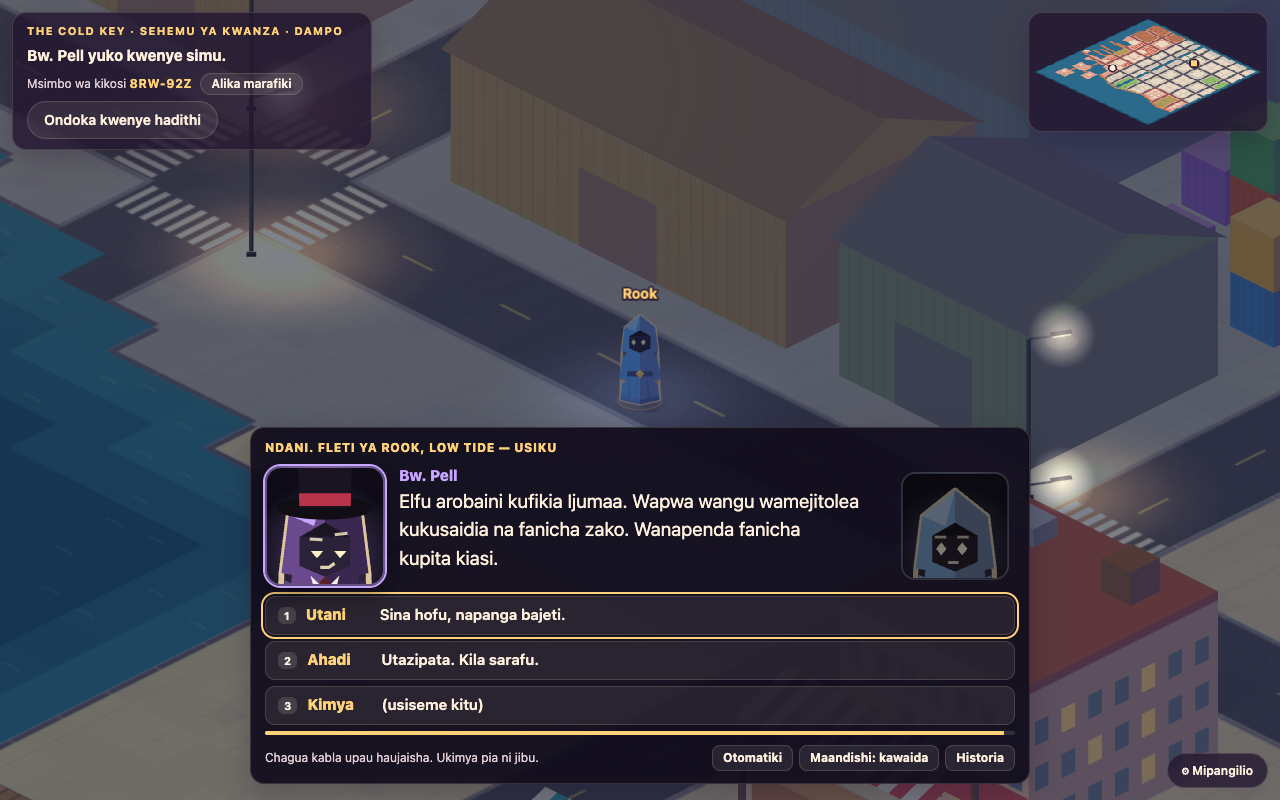 THE COLD KEY · SEHEMU YA KWANZA · DAMPO
Bw. Pell yuko kwenye simu.
Msimbo wa kikosi 8RW-92Z Alika marafiki
Ondoka kwenye hadithi
Rook
NDANI. FLETI YA ROOK, LOW TIDE — USIKU
Bw. Pell
Elfu arobaini kufikia Ijumaa. Wapwa wangu wamejitolea
kukusaidia na fanicha zako. Wanapenda fanicha
kupita kiasi.
1 Utani Sina hofu, napanga bajeti.
2 Ahadi Utazipata. Kila sarafu.
3 Kimya (usiseme kitu)
Chagua kabla upau haujaisha. Ukimya pia ni jibu.
Otomatiki Maandishi: kawaida Historia
⚙ Mipangilio